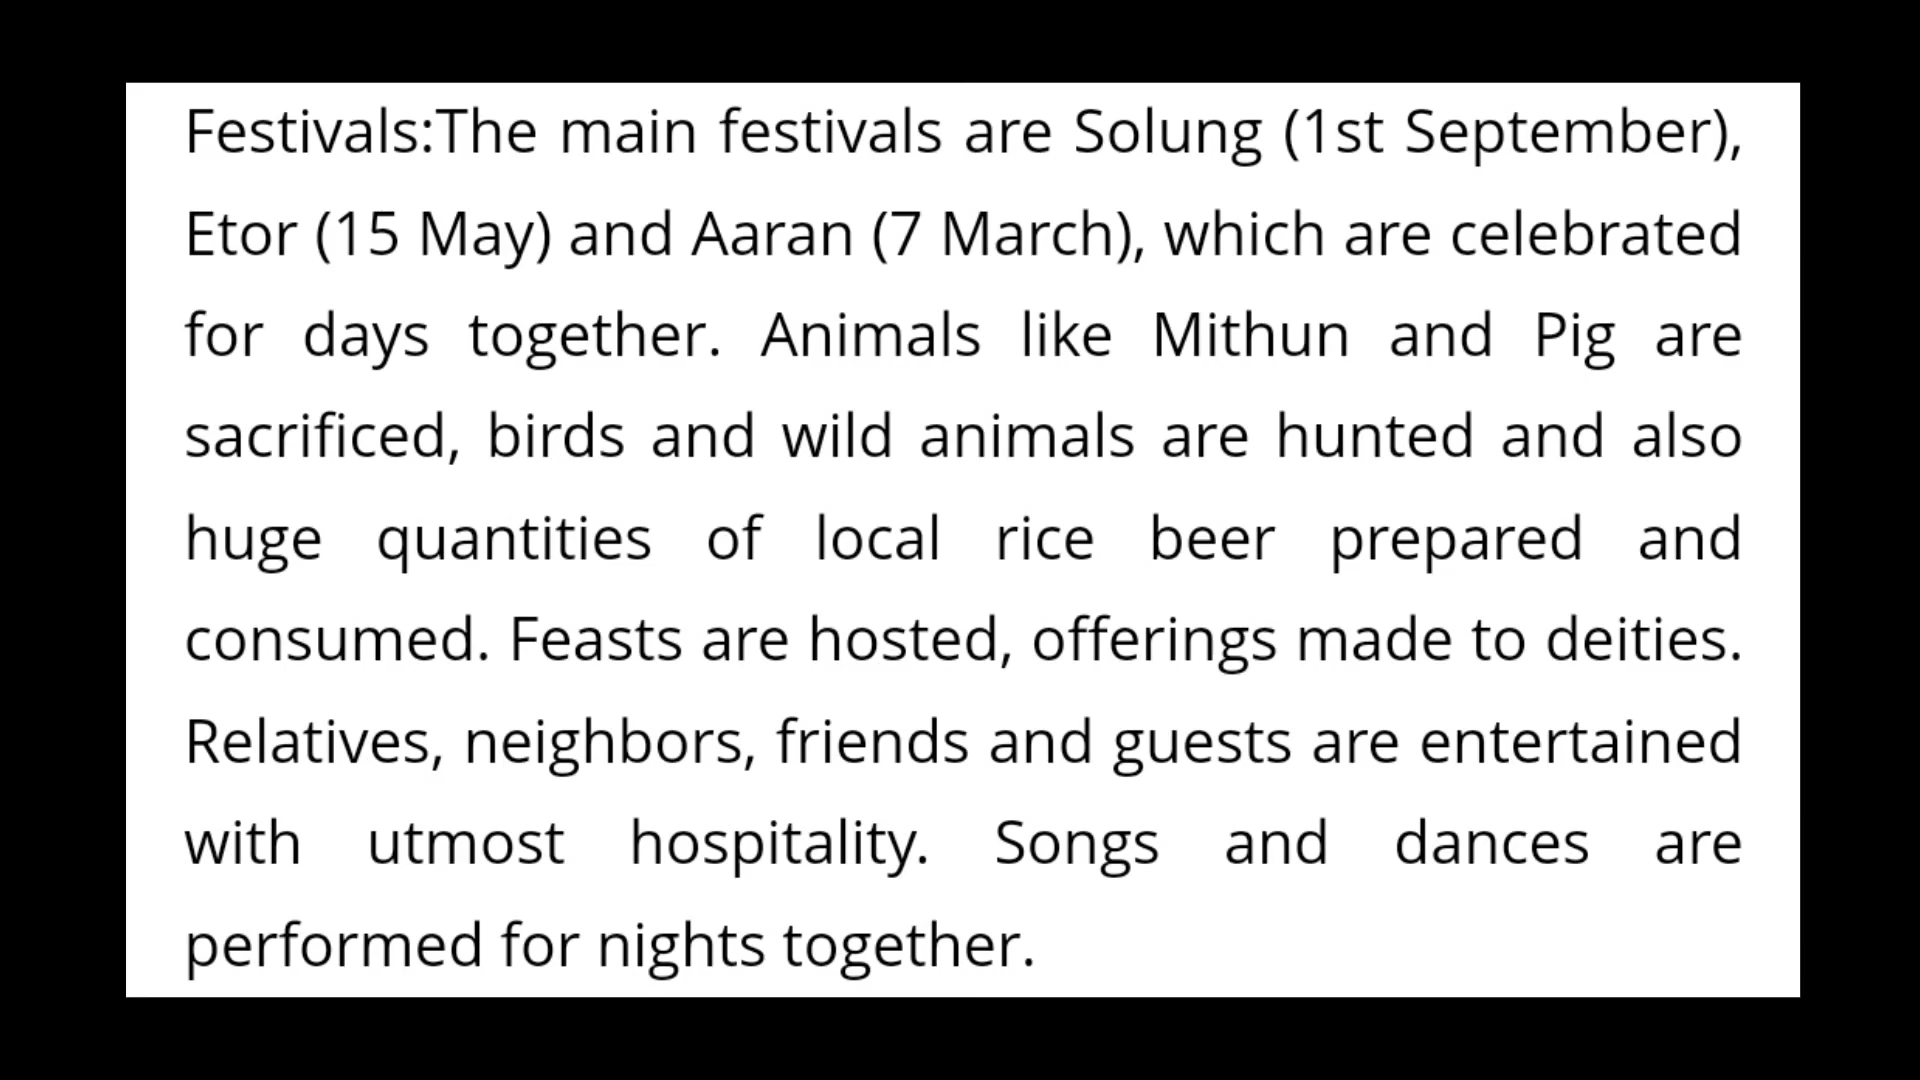 Festivals:The main festivals are Solung (1st September),
Etor (15 May) and Aaran (7 March), which are celebrated
for days together. Animals like Mithun and Pig are
sacrificed, birds and wild animals are hunted and also
huge quantities of local rice beer prepared and
consumed. Feasts are hosted, offerings made to deities.
Relatives, neighbors, friends and guests are entertained
with utmost hospitality. Songs and dances are
performed for nights together.